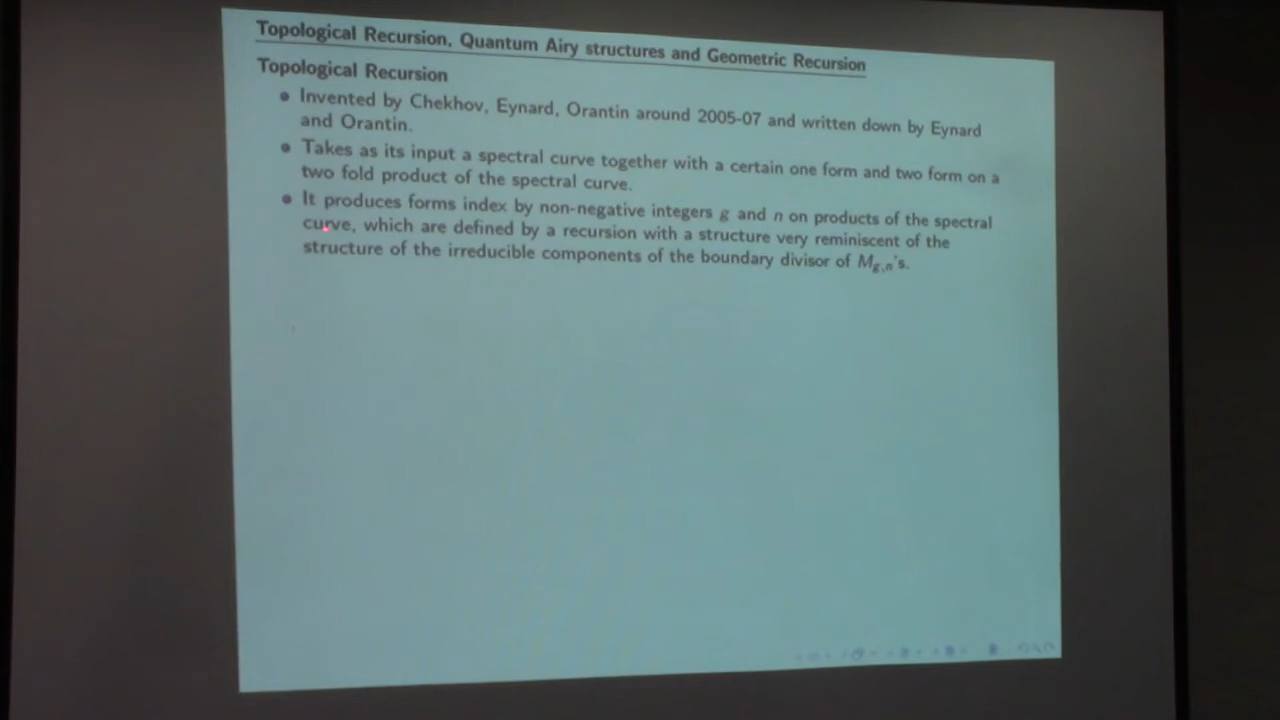 Topological Recursion, Quantum Airy structures and Geometric Recursion
Topological Recursion
• Invented by Chekhov, Eynard, Orantin around 2005-07 and written down by Eynard
and Orantin.
• Takes as its input a spectral curve together with a certain one form and two form on a
two fold product of the spectral curve.
• It produces forms index by non-negative integers g and n on products of the spectral
curve, which are defined by a recursion with a structure very reminiscent of the
structure of the irreducible components of the boundary divisor of M_{g,n}'s.